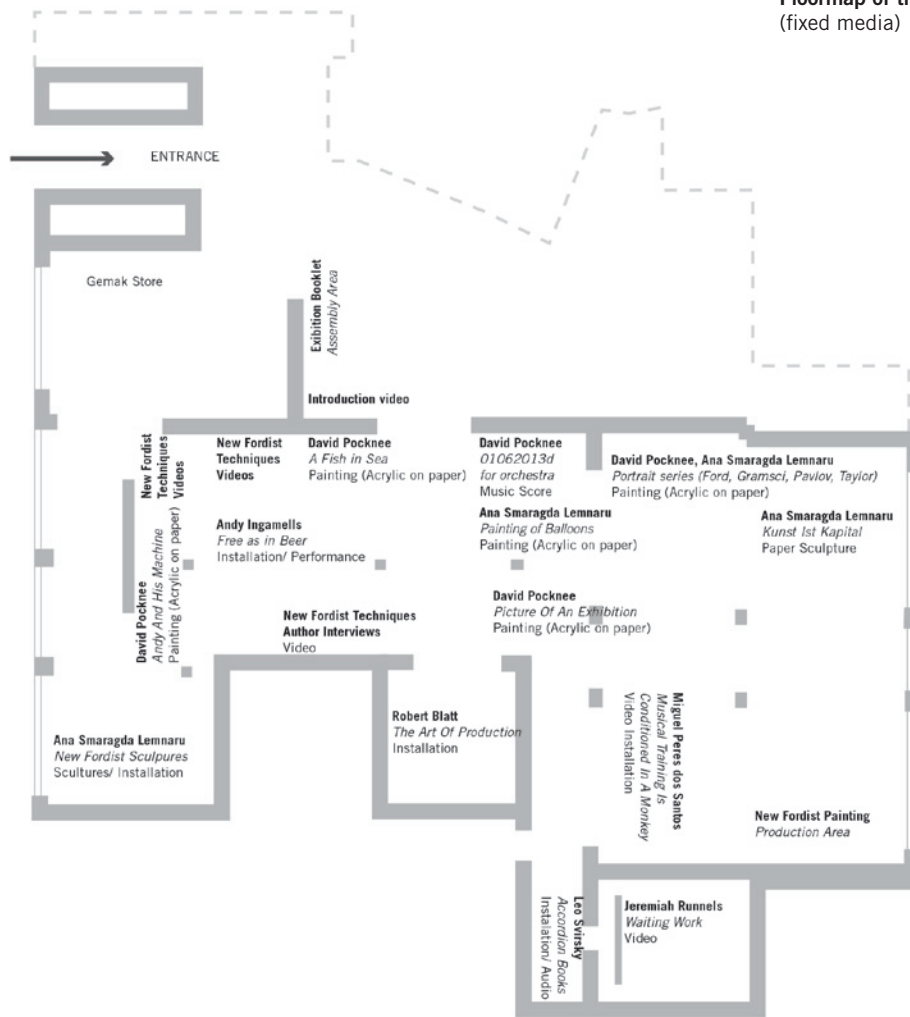 (fixed media)
ENTRANCE
Gemak Store
Exibition Booklet
Assembly Area
Introduction video
New Fordist
Techniques
Videos
David Pocknee
Andy And His Machine
Painting (Acrylic on paper)
New Fordist
Techniques
Videos
David Pocknee
A Fish in Sea
Painting (Acrylic on paper)
David Pocknee
01062013d
for orchestra
Music Score
David Pocknee, Ana Smaragda Lemnaru
Portrait series (Ford, Gramsci, Pavlov, Taylor)
Painting (Acrylic on paper)
Andy Ingamells
Free as in Beer
Installation/ Performance
Ana Smaragda Lemnaru
Painting of Balloons
Painting (Acrylic on paper)
Ana Smaragda Lemnaru
Kunst Ist Kapital
Paper Sculpture
New Fordist Techniques
Author Interviews
Video
David Pocknee
Picture Of An Exhibition
Painting (Acrylic on paper)
Ana Smaragda Lemnaru
New Fordist Sculpures
Scultures/ Installation
Robert Blatt
The Art Of Production
Installation
Miguel Peres dos Santos
Musical Training Is
Conditioned In A Monkey
Video Installation
New Fordist Painting
Production Area
Leo Svirsky
Accordion Books
Instalation/ Audio
Jeremiah Runnels
Waiting Work
Video